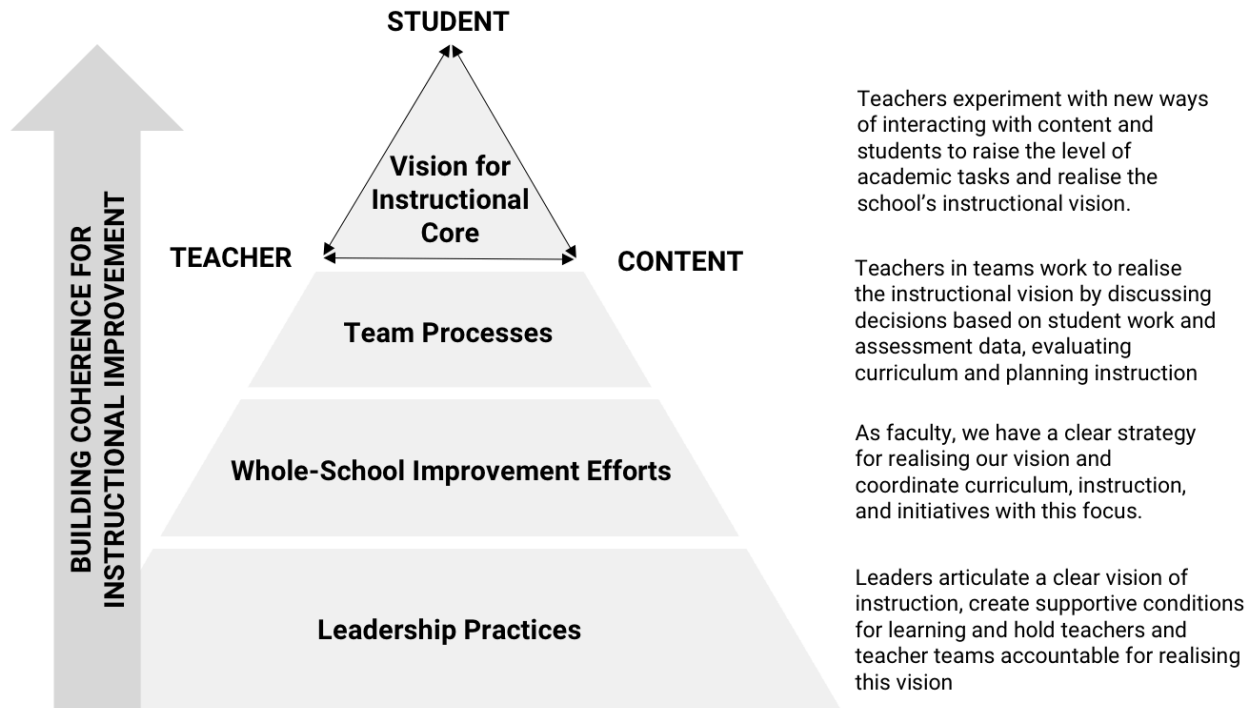 STUDENT
Vision for
Instructional
Core
TEACHER
CONTENT
Team Processes
Whole-School Improvement Efforts
Leadership Practices
BUILDING COHERENCE FOR
INSTRUCTIONAL IMPROVEMENT
Teachers experiment with new ways
of interacting with content and
students to raise the level of
academic tasks and realise the
school’s instructional vision.
Teachers in teams work to realise
the instructional vision by discussing
decisions based on student work and
assessment data, evaluating
curriculum and planning instruction
As faculty, we have a clear strategy
for realising our vision and
coordinate curriculum, instruction,
and initiatives with this focus.
Leaders articulate a clear vision of
instruction, create supportive conditions
for learning and hold teachers and
teacher teams accountable for realising
this vision